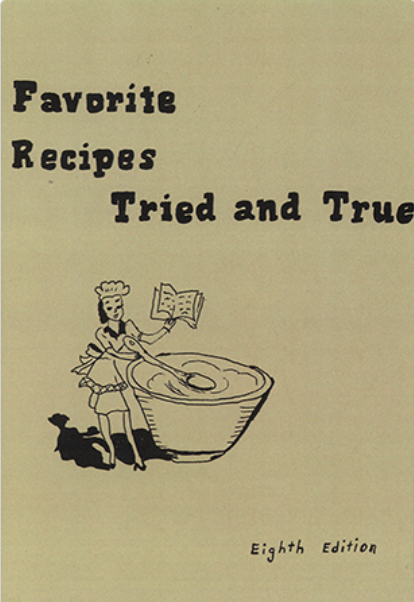 Favorite
Recipes
Tried and True
Eighth Edition